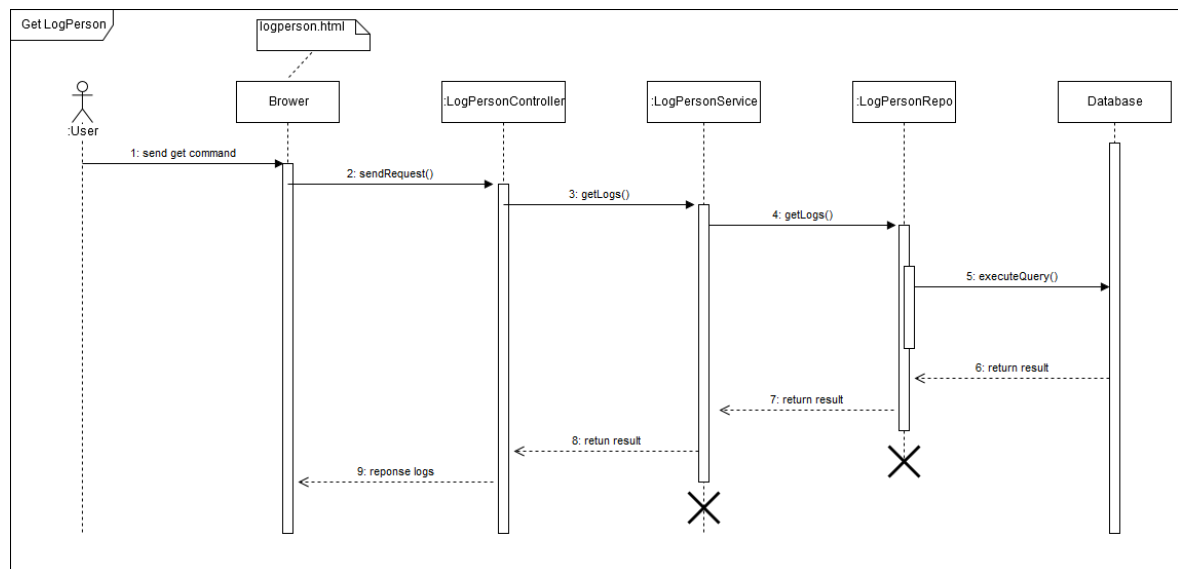 Get LogPerson
logperson.html
:User
Brower
:LogPersonController
:LogPersonService
:LogPersonRepo
Database
1: send get command
2: sendRequest()
3: getLogs()
4: getLogs()
5: executeQuery()
6: return result
7: return result
8: retun result
9: reponse logs